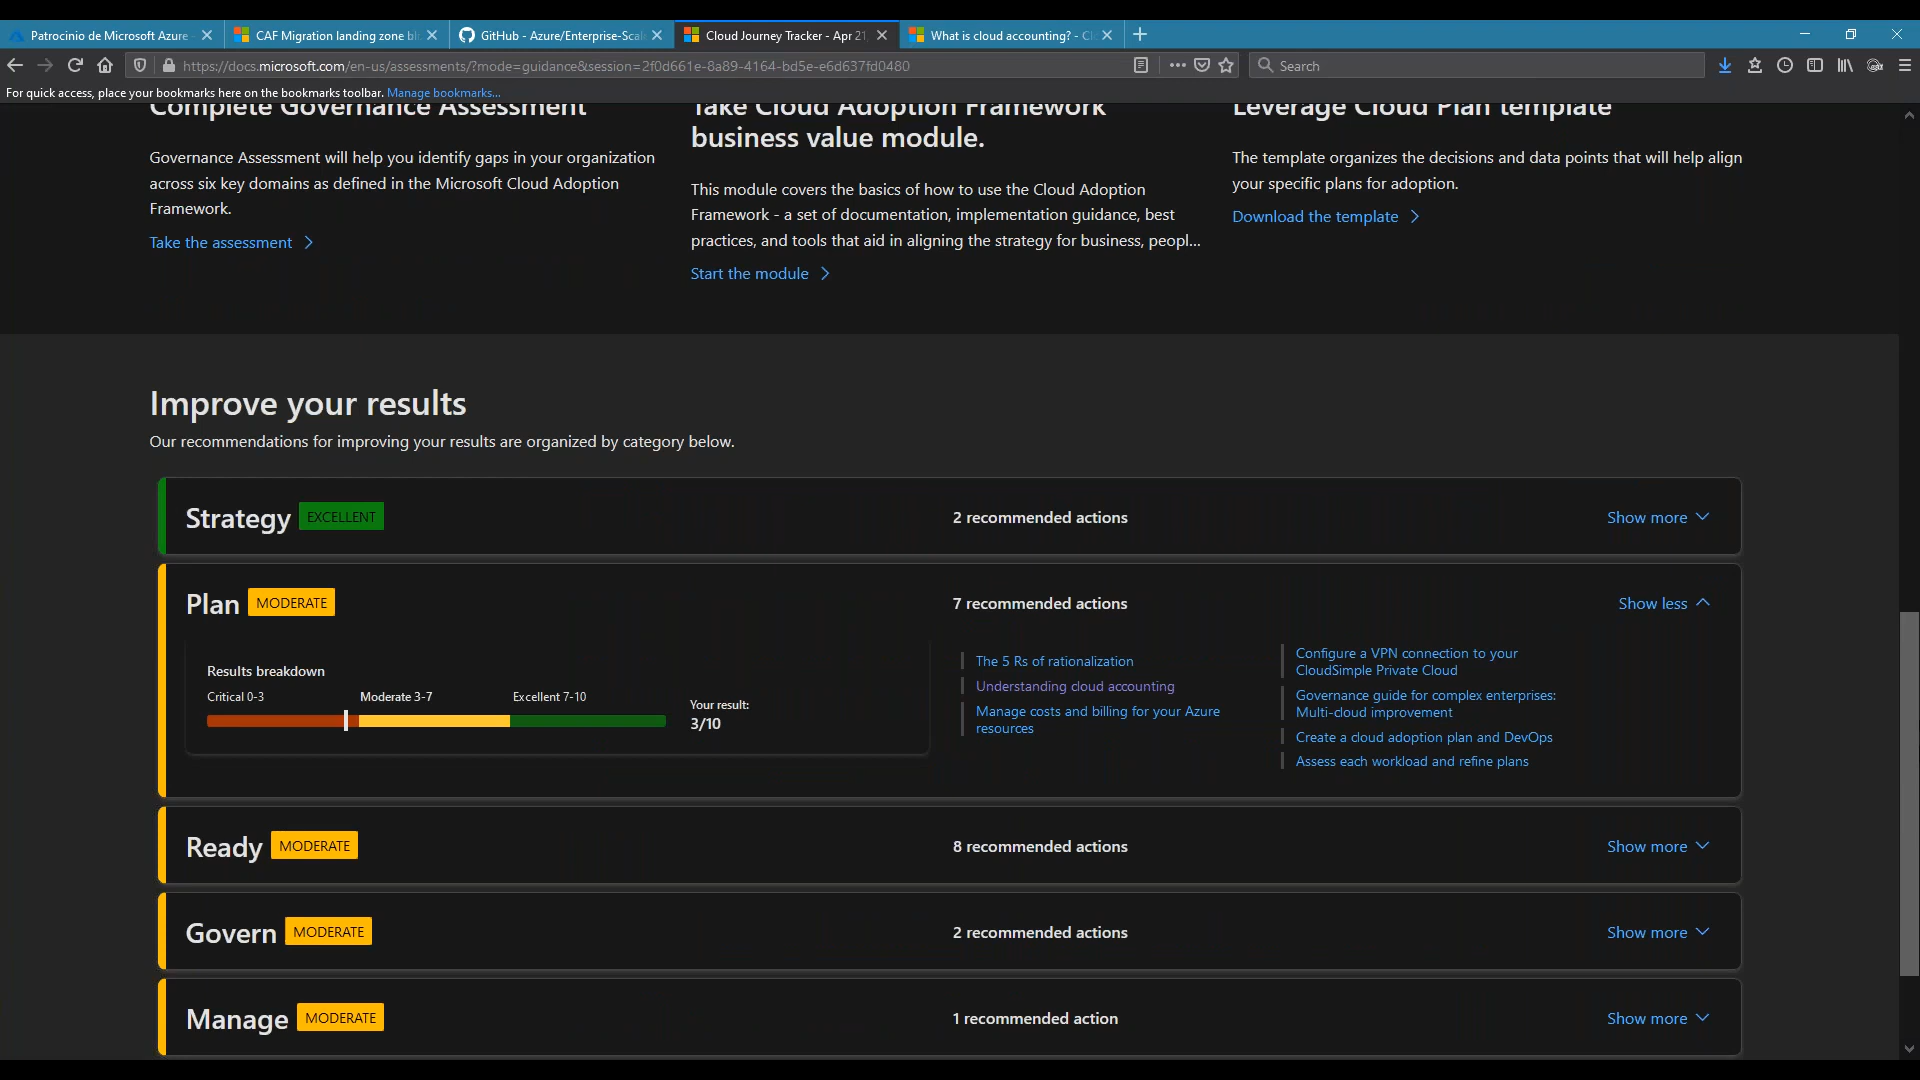 Patrocinio de Microsoft Azure -
CAF Migration landing zone bl
GitHub - Azure/Enterprise-Scal
Cloud Journey Tracker - Apr 21,
What is cloud accounting? - Cl
https://docs.microsoft.com/en-us/assessments/?mode=guidance&session=2f0d661e-8a89-4164-bd5e-e6d637fd0480
Search
For quick access, place your bookmarks here on the bookmarks toolbar. Manage bookmarks...
Complete Governance Assessment
Governance Assessment will help you identify gaps in your organization
across six key domains as defined in the Microsoft Cloud Adoption
Framework.
Take the assessment
Take Cloud Adoption Framework
business value module.
This module covers the basics of how to use the Cloud Adoption
Framework - a set of documentation, implementation guidance, best
practices, and tools that aid in aligning the strategy for business, peopl...
Start the module
Leverage Cloud Plan template
The template organizes the decisions and data points that will help align
your specific plans for adoption.
Download the template
Improve your results
Our recommendations for improving your results are organized by category below.
Strategy EXCELLENT
2 recommended actions
Show more
Plan MODERATE
7 recommended actions
Show less
Results breakdown
Critical 0-3
Moderate 3-7
Excellent 7-10
Your result:
3/10
The 5 Rs of rationalization
Understanding cloud accounting
Manage costs and billing for your Azure
resources
Configure a VPN connection to your
CloudSimple Private Cloud
Governance guide for complex enterprises:
Multi-cloud improvement
Create a cloud adoption plan and DevOps
Assess each workload and refine plans
Ready MODERATE
8 recommended actions
Show more
Govern MODERATE
2 recommended actions
Show more
Manage MODERATE
1 recommended action
Show more